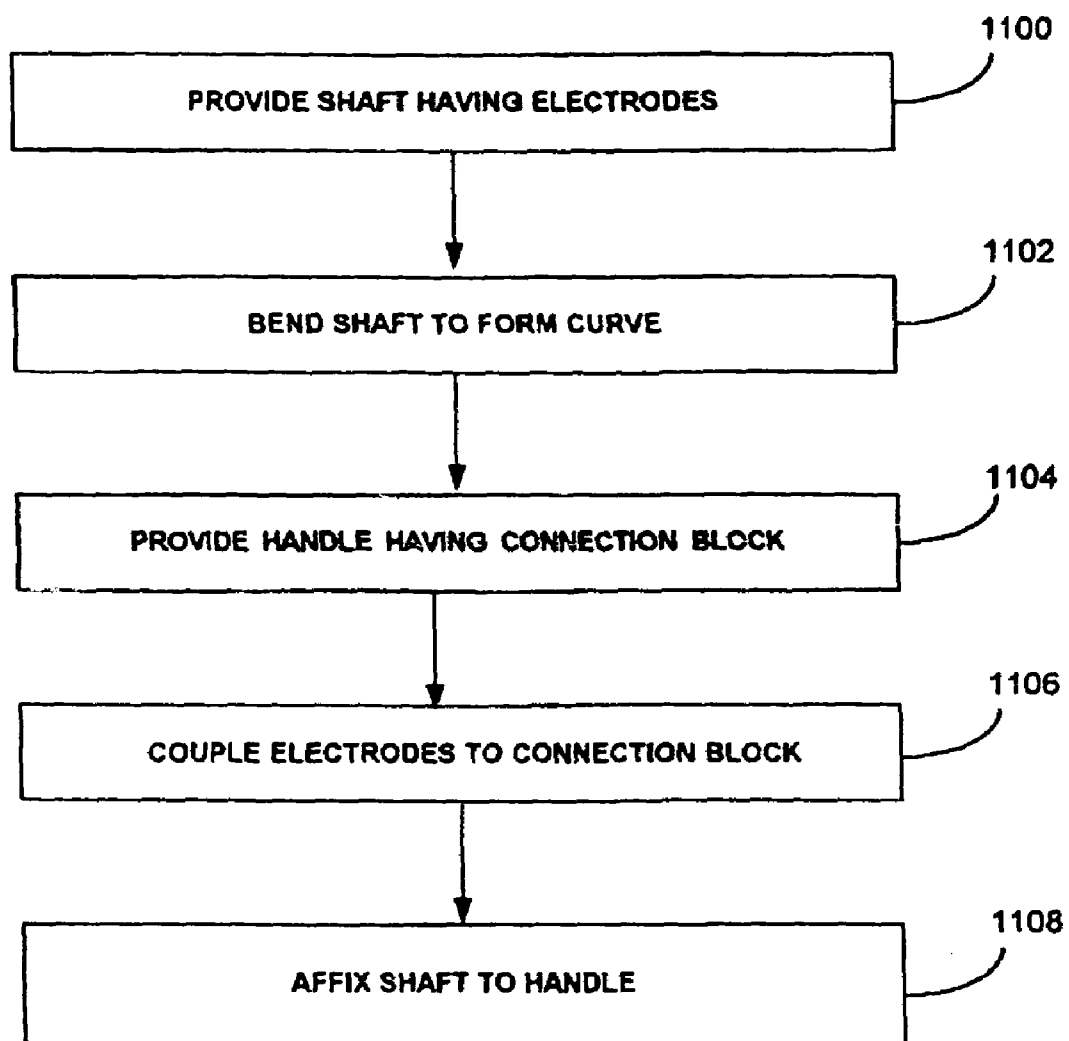 1100
PROVIDE SHAFT HAVING ELECTRODES
1102
BEND SHAFT TO FORM CURVE
1104
PROVIDE HANDLE HAVING CONNECTION BLOCK
1106
COUPLE ELECTRODES TO CONNECTION BLOCK
1108
AFFIX SHAFT TO HANDLE